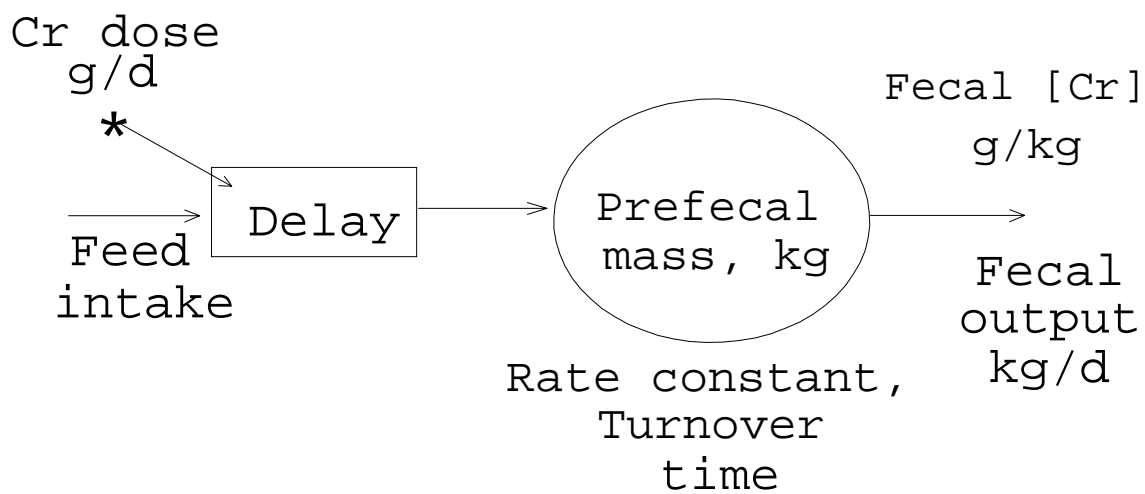 Cr dose
g/d
*
Feed
intake
Delay
Prefecal
mass, kg
Rate constant,
Turnover
time
Fecal [Cr]
g/kg
Fecal
output
kg/d